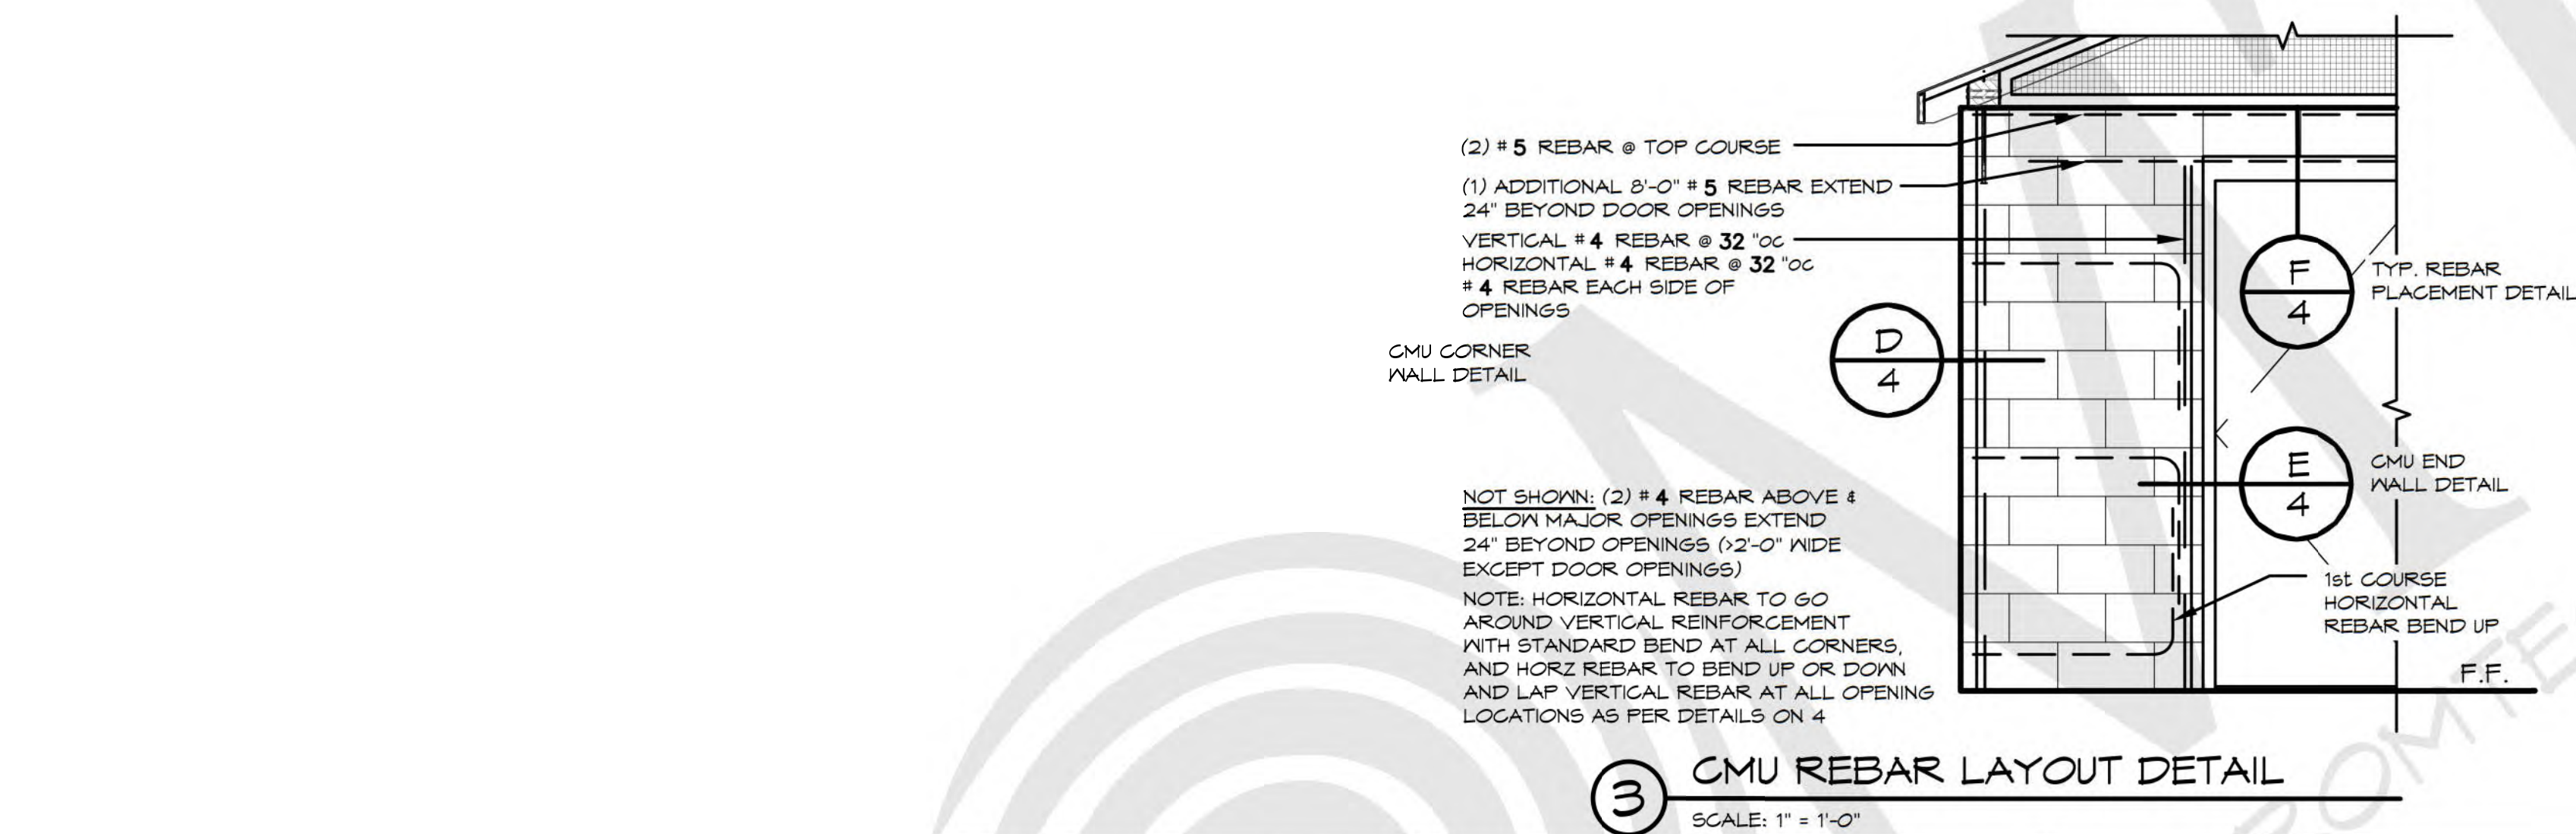 (2) # 5 REBAR @ TOP COURSE
(1) ADDITIONAL 8'-0" # 5 REBAR EXTEND
24" BEYOND DOOR OPENINGS
VERTICAL # 4 REBAR @ 32 "OC
HORIZONTAL # 4 REBAR @ 32 "OC
# 4 REBAR EACH SIDE OF
OPENINGS
CMU CORNER
WALL DETAIL
D
4
F
4
TYP. REBAR
PLACEMENT DETAIL
E
4
CMU END
WALL DETAIL
NOT SHOWN: (2) # 4 REBAR ABOVE &
BELOW MAJOR OPENINGS EXTEND
24" BEYOND OPENINGS (>2'-0" WIDE
EXCEPT DOOR OPENINGS)
NOTE: HORIZONTAL REBAR TO GO
AROUND VERTICAL REINFORCEMENT
WITH STANDARD BEND AT ALL CORNERS,
AND HORZ REBAR TO BEND UP OR DOWN
AND LAP VERTICAL REBAR AT ALL OPENING
LOCATIONS AS PER DETAILS ON 4
1st COURSE
HORIZONTAL
REBAR BEND UP
F.F.
3
CMU REBAR LAYOUT DETAIL
SCALE: 1" = 1'-0"